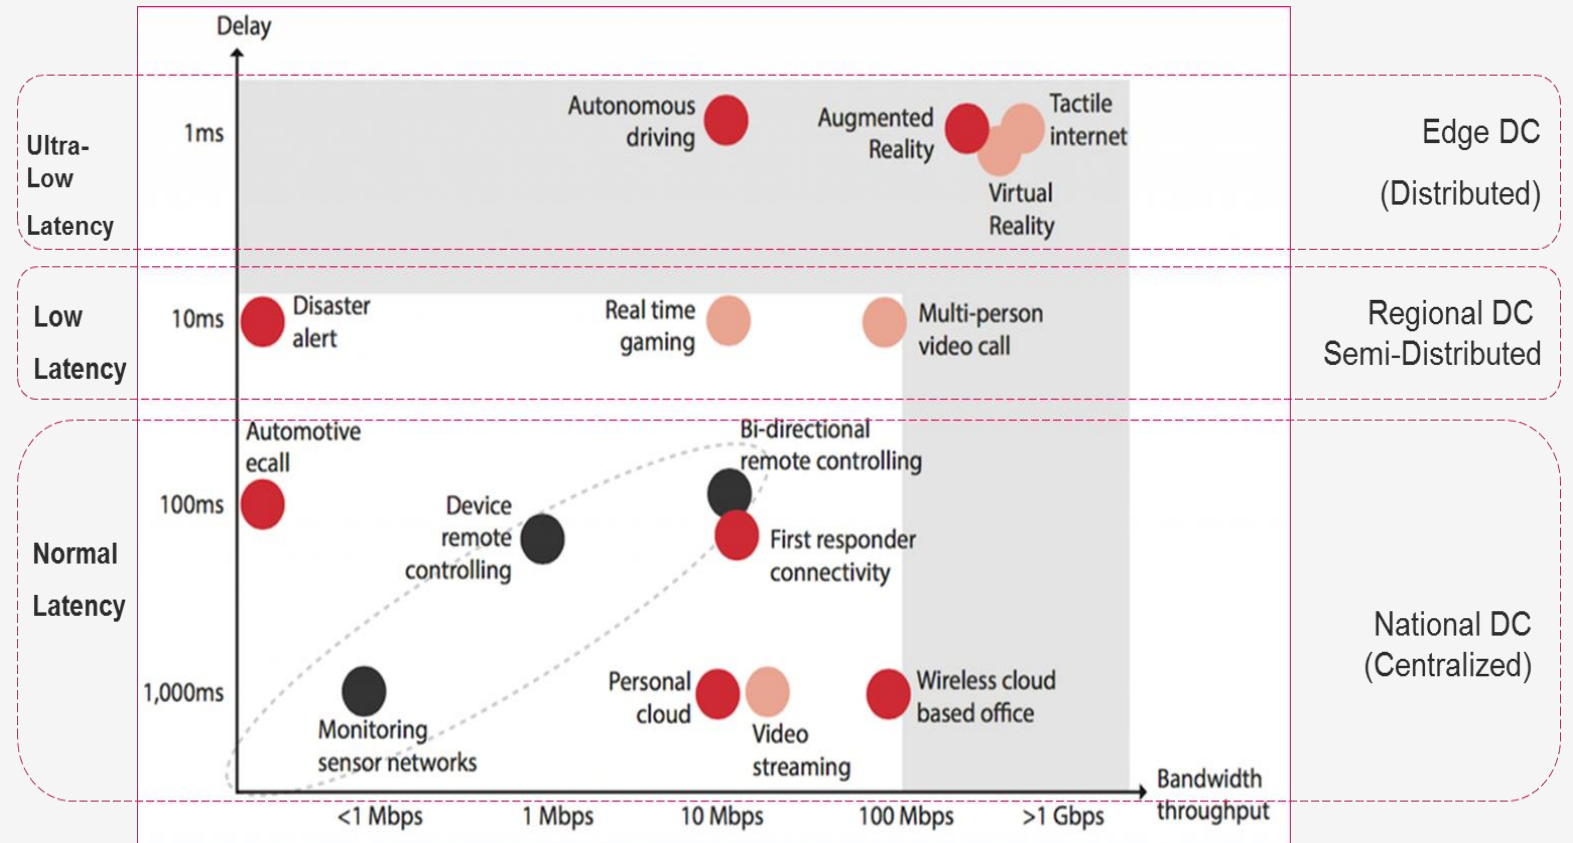 Delay
Ultra-
Low
Latency
1ms
Autonomous
driving
Augmented
Reality
Tactile
internet
Virtual
Reality
Edge DC
(Distributed)
Low
Latency
10ms
Disaster
alert
Real time
gaming
Multi-person
video call
Regional DC
Semi-Distributed
Normal
Latency
Automotive
ecall
100ms
Device
remote
controlling
Bi-directional
remote controlling
First responder
connectivity
1,000ms
Monitoring
sensor networks
Personal
cloud
Video
streaming
Wireless cloud
based office
National DC
(Centralized)
<1 Mbps
1 Mbps
10 Mbps
100 Mbps
>1 Gbps
Bandwidth
throughput